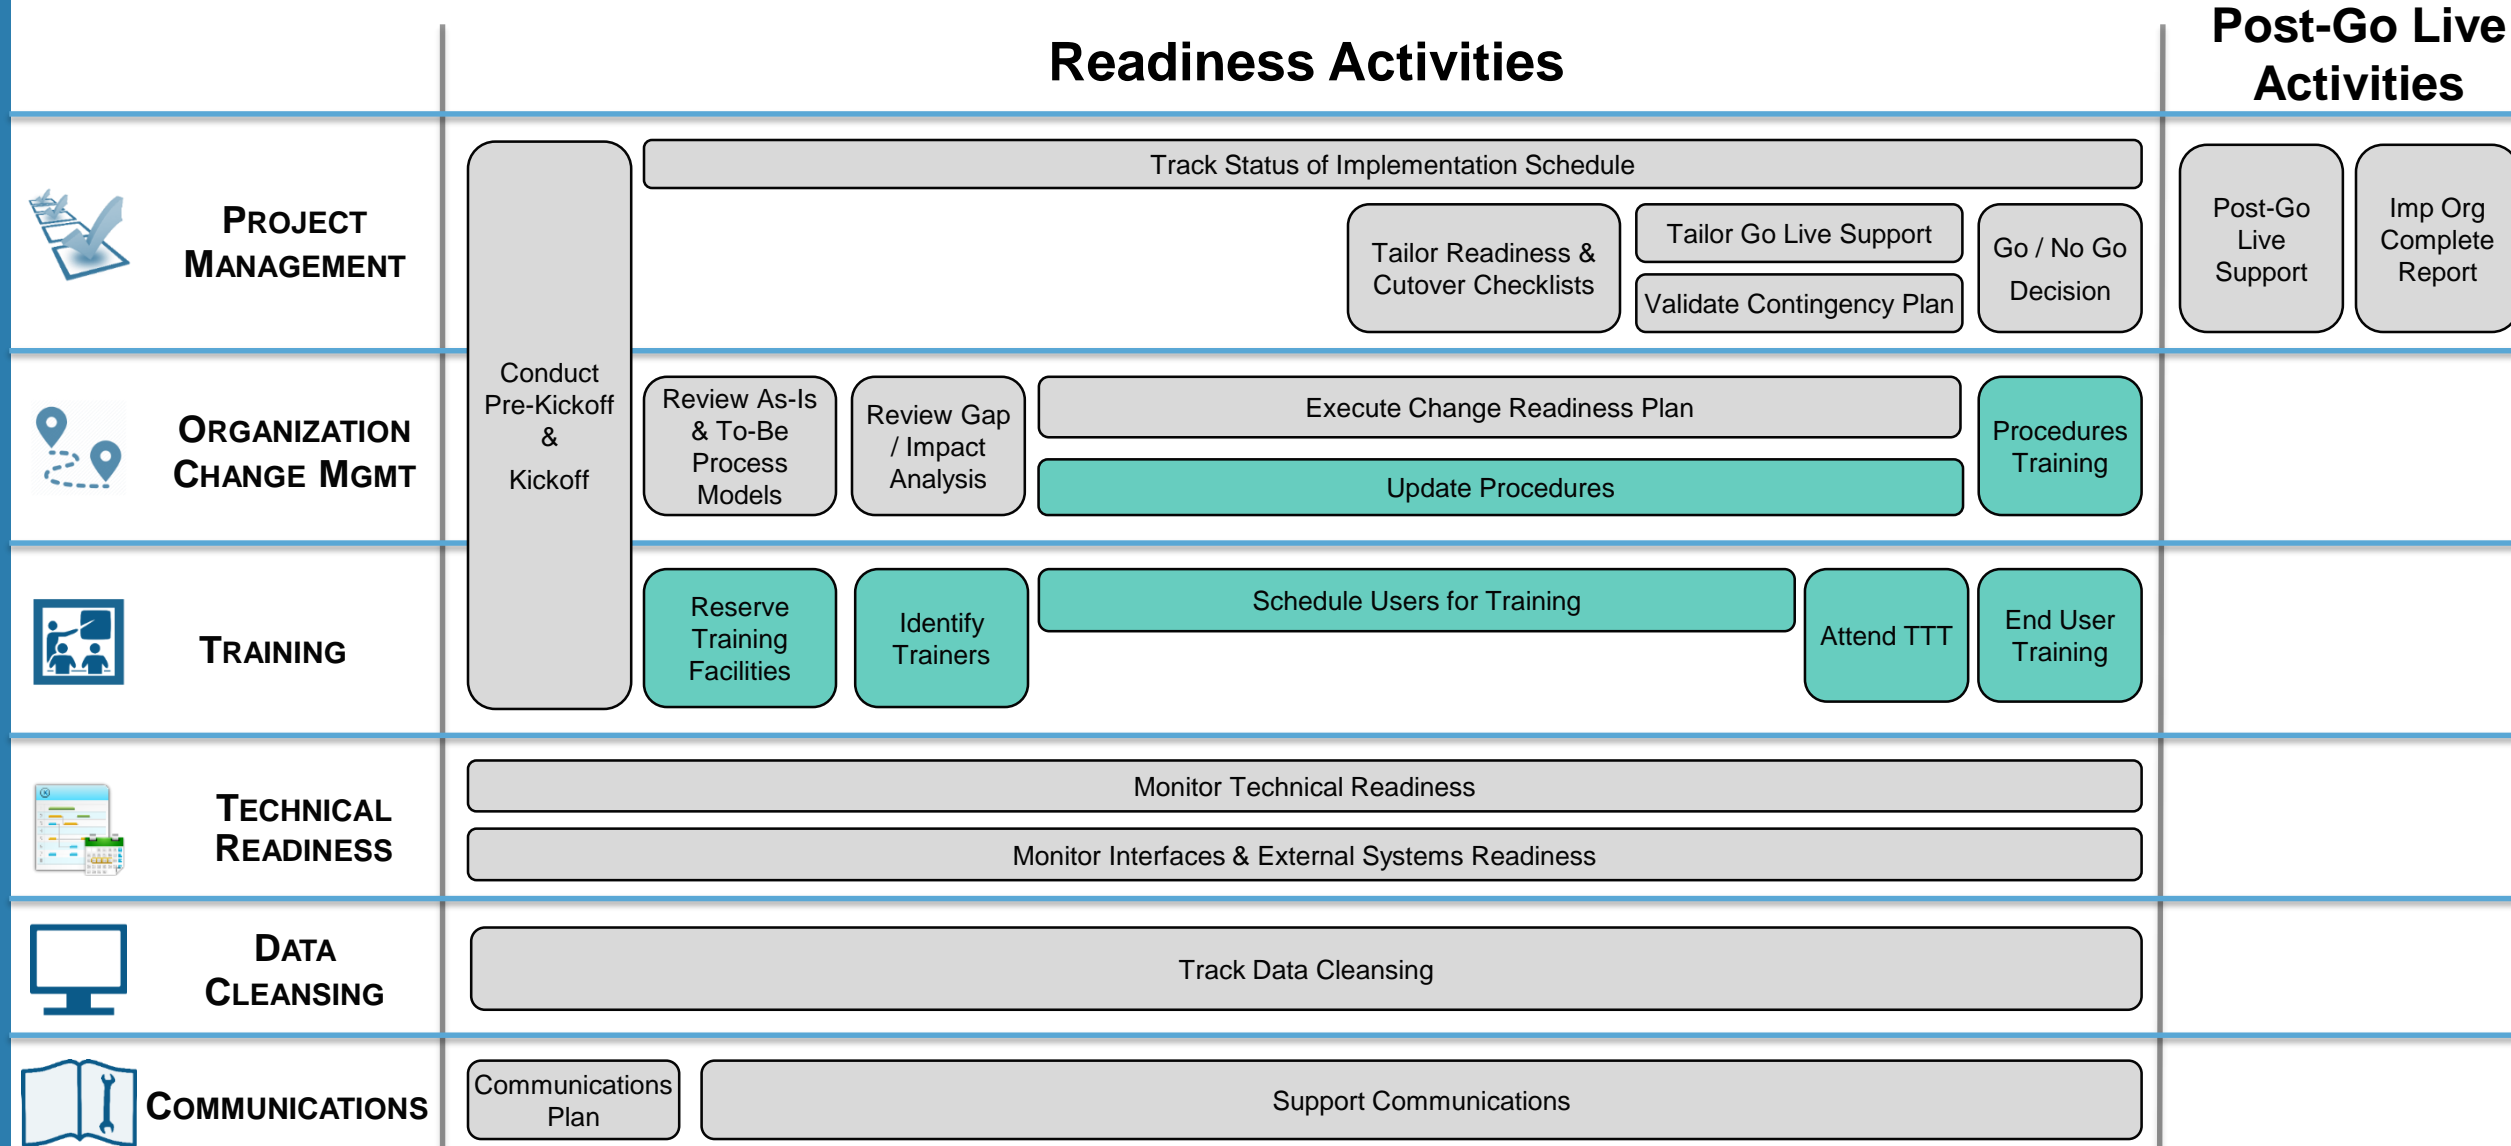 Readiness Activities
Post-Go Live
Activities
PROJECT
MANAGEMENT
Conduct
Pre-Kickoff
&
Kickoff
Track Status of Implementation Schedule
Tailor Readiness &
Cutover Checklists
Tailor Go Live Support
Validate Contingency Plan
Go / No Go
Decision
Post-Go
Live
Support
Imp Org
Complete
Report
ORGANIZATION
CHANGE MGMT
Review As-Is
& To-Be
Process
Models
Review Gap
/ Impact
Analysis
Execute Change Readiness Plan
Update Procedures
Procedures
Training
TRAINING
Reserve
Training
Facilities
Identify
Trainers
Schedule Users for Training
Attend TTT
End User
Training
TECHNICAL
READINESS
Monitor Technical Readiness
Monitor Interfaces & External Systems Readiness
DATA
CLEANSING
Track Data Cleansing
COMMUNICATIONS
Communications
Plan
Support Communications